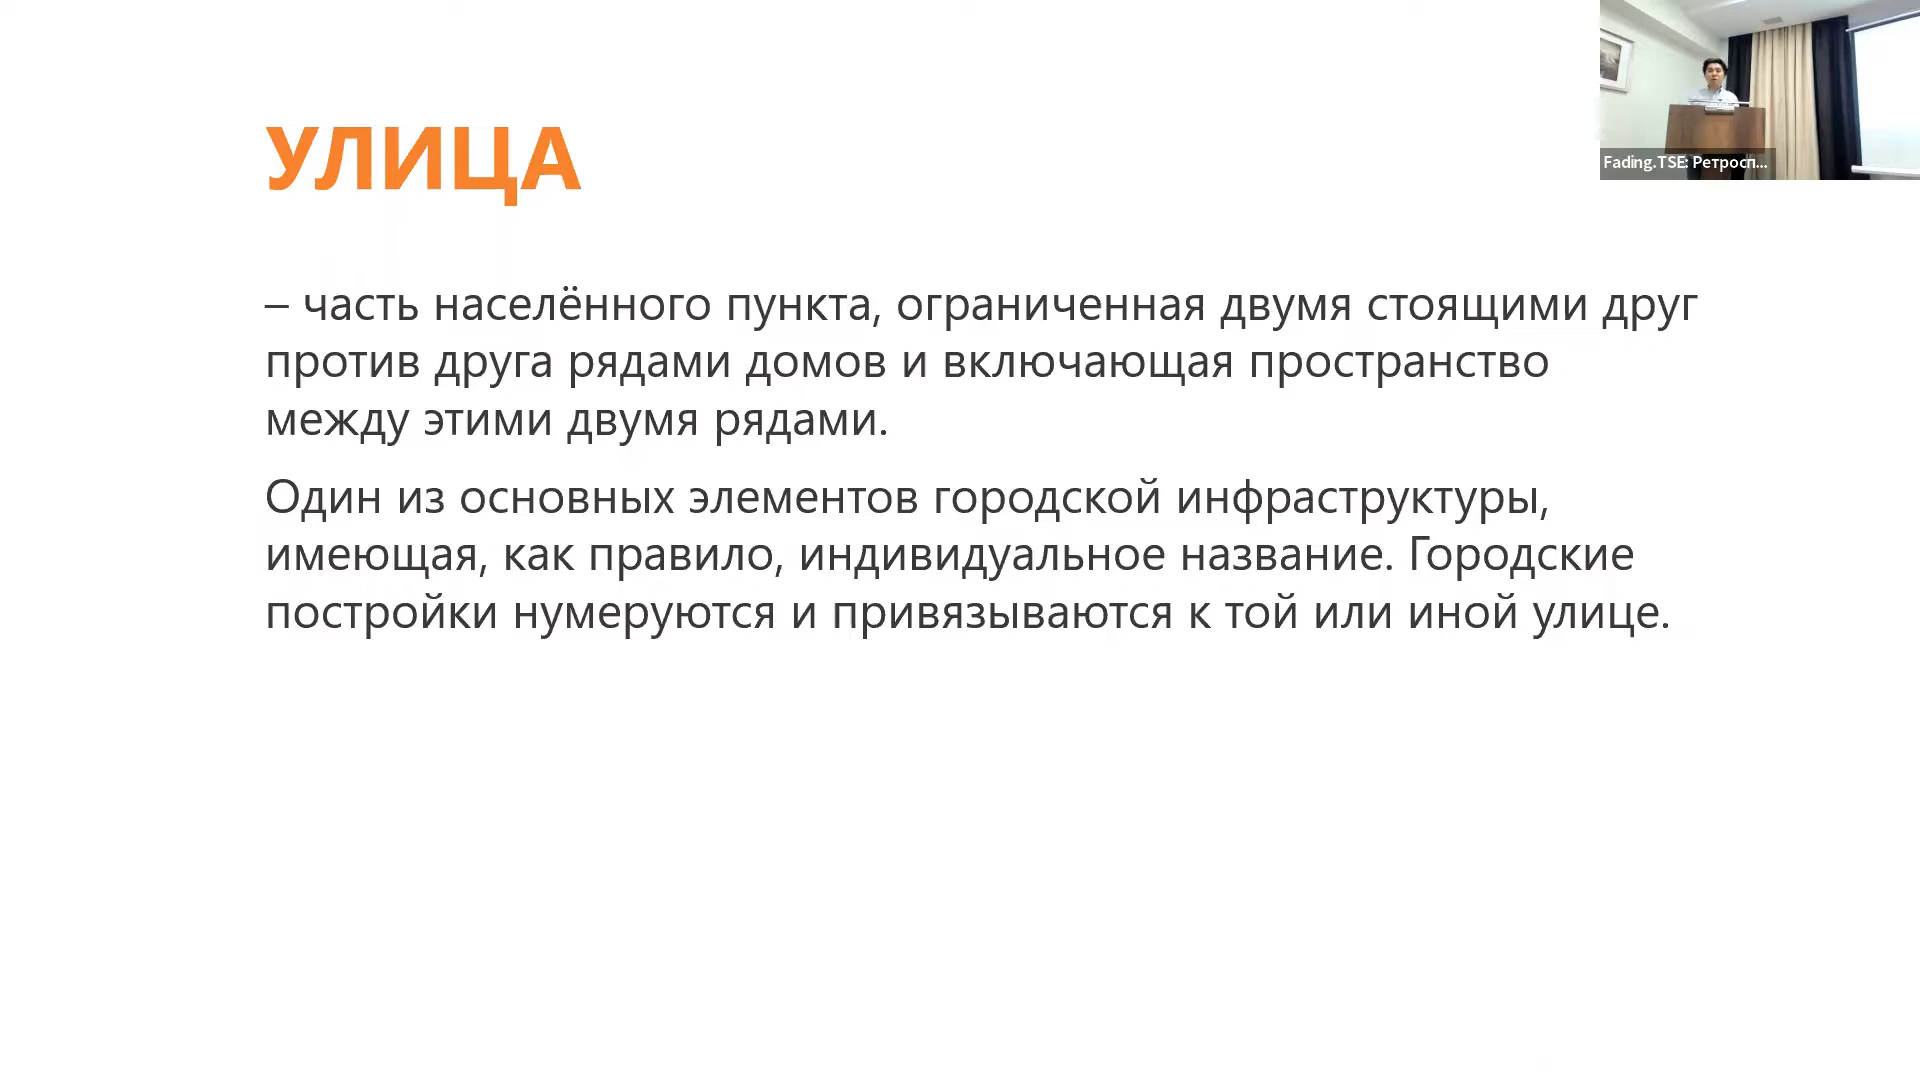 УЛИЦА
– часть населённого пункта, ограниченная двумя стоящими друг
против друга рядами домов и включающая пространство
между этими двумя рядами.
Один из основных элементов городской инфраструктуры,
имеющая, как правило, индивидуальное название. Городские
постройки нумеруются и привязываются к той или иной улице.
Fading.TSE: Ретросп...